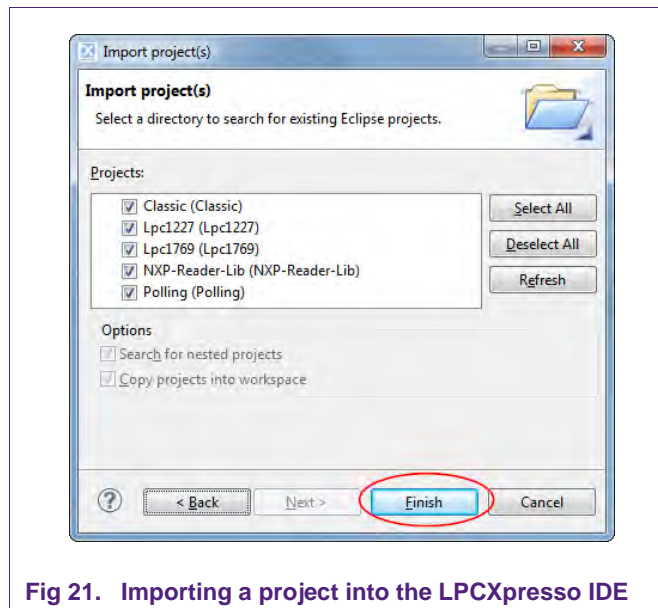 Import project(s)
Import project(s)
Select a directory to search for existing Eclipse projects.
Projects:
Classic (Classic)
Lpc1227 (Lpc1227)
Lpc1769 (Lpc1769)
NXP-Reader-Lib (NXP-Reader-Lib)
Polling (Polling)
Select All
Deselect All
Refresh
Options
Search for nested projects
Copy projects into workspace
?
< Back
Next >
Finish
Cancel
Fig 21. Importing a project into the LPCXpresso IDE